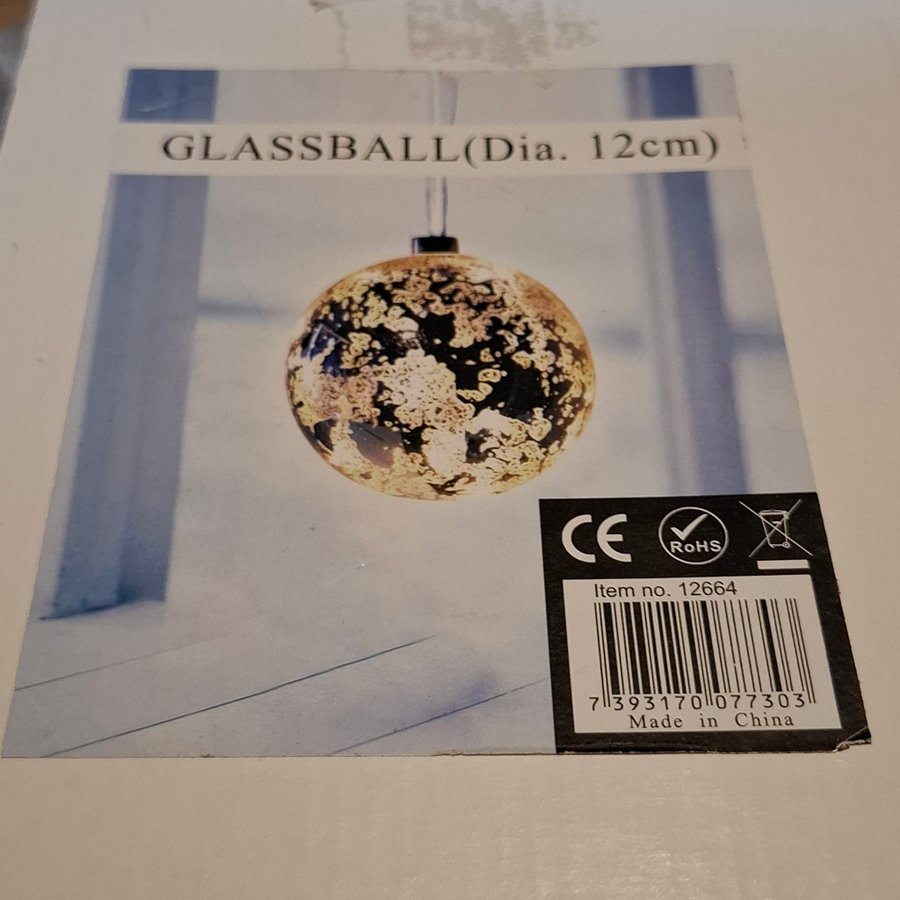 GLASSBALL(Dia. 12cm)
CE RoHS
Item no. 12664
7 393170 077303
Made in China